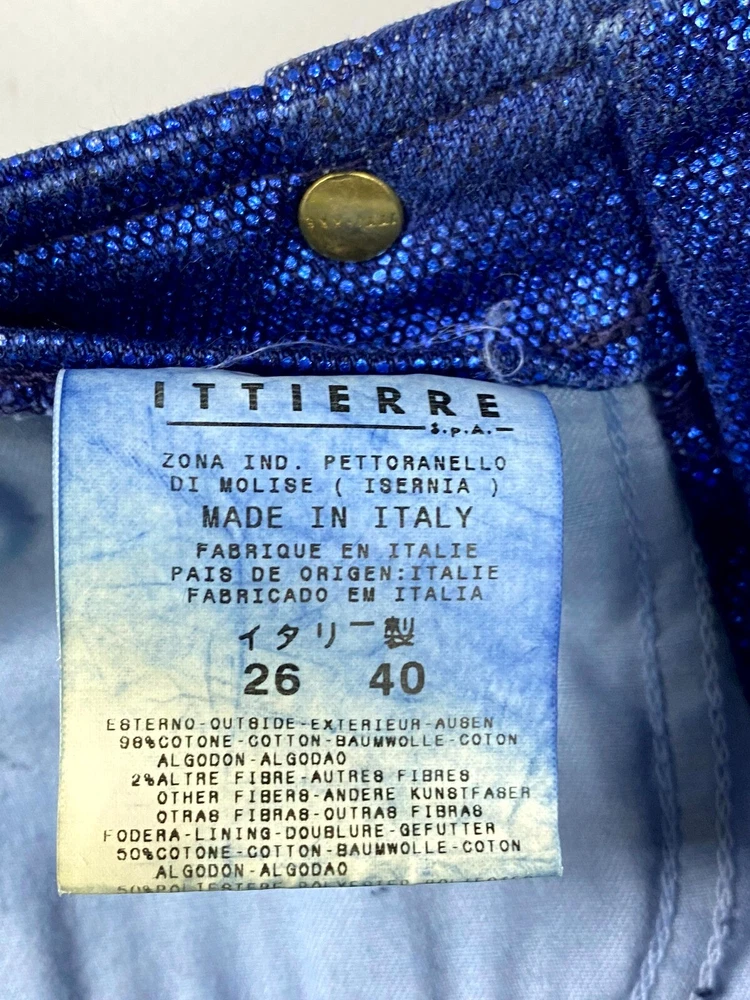 ITTIERRE
S.p.A.
ZONA IND. PETTORANELLO
DI MOLISE ( ISERNIA )
MADE IN ITALY
FABRIQUE EN ITALIE
PAIS DE ORIGEN:ITALIE
FABRICADO EM ITALIA
イタリー製
26 40
ESTERNO-OUTSIDE-EXTERIEUR-AUSEN
98%COTONE-COTTON-BAUMWOLLE-COTON
ALGODON-ALGODAO
2%ALTRE FIBRE-AUTRES FIBRES
OTHER FIBERS-ANDERE KUNSTFASER
OTRAS FIBRAS-OUTRAS FIBRAS
FODERA-LINING-DOUBLURE-GEFUTTER
50%COTONE-COTTON-BAUMWOLLE-COTON
ALGODON-ALGODAO
50%POLIESTERE POLYESTER